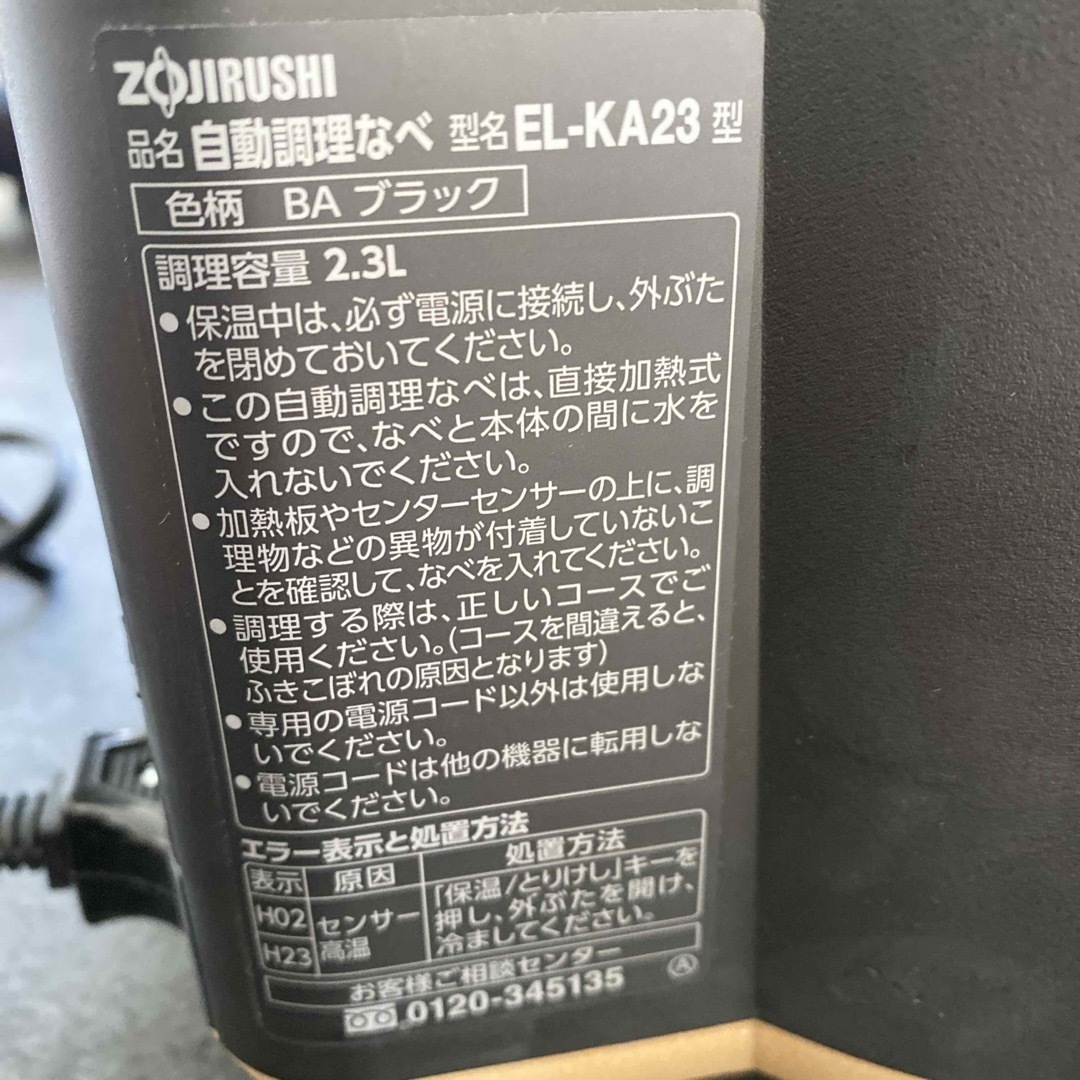 ZOJIRUSHI
品名 自動調理なべ 型名 EL-KA23 型
色柄 BA ブラック
調理容量 2.3L
●保温中は、必ず電源に接続し、外ぶた
を閉めておいてください。
●この自動調理なべは、直接加熱式
ですので、なべと本体の間に水を
入れないでください。
●加熱板やセンターセンサーの上に、調
理物などの異物が付着していないこ
とを確認して、なべを入れてください。
●調理する際は、正しいコースでご
使用ください。(コースを間違えると、
ふきこぼれの原因となります)
●専用の電源コード以外は使用しな
いでください。
●電源コードは他の機器に転用しな
いでください。
エラー表示と処置方法
表示 原因 処置方法
H02 H23 センサー高温 「保温/とりけし」キーを
押し、外ぶたを開け、
冷ましてください。
お客様ご相談センター
0120-345135 Ⓐ